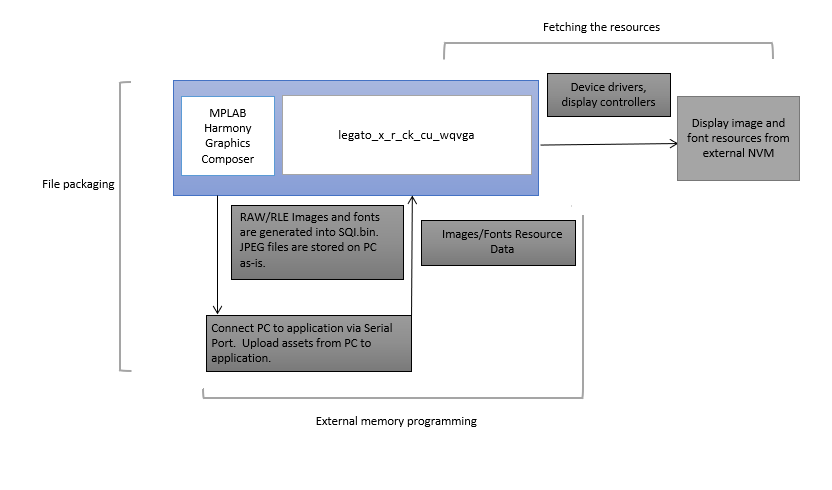 Fetching the resources
Device drivers,
display controllers
MPLAB
Harmony
Graphics
Composer
legato_x_r_ck_cu_wqvga
Display image and
font resources from
external NVM
File packaging
RAW/RLE Images and fonts
are generated into SQI.bin.
JPEG files are stored on PC
as-is.
Images/Fonts Resource
Data
Connect PC to application via Serial
Port.  Upload assets from PC to
application.
External memory programming